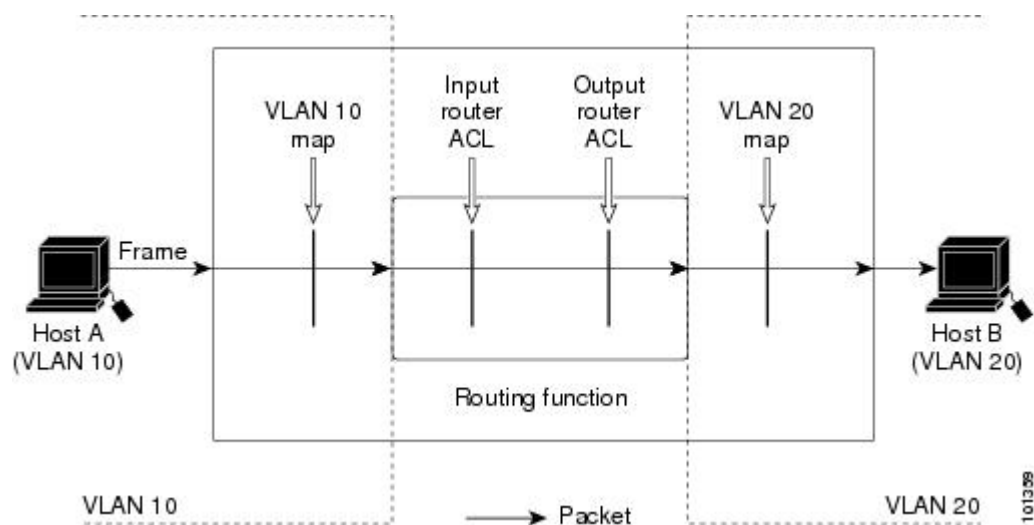 VLAN 10
map
Input
router
ACL
Output
router
ACL
VLAN 20
map
Frame
Host A
(VLAN 10)
Host B
(VLAN 20)
Routing function
VLAN 10
Packet
VLAN 20
101359